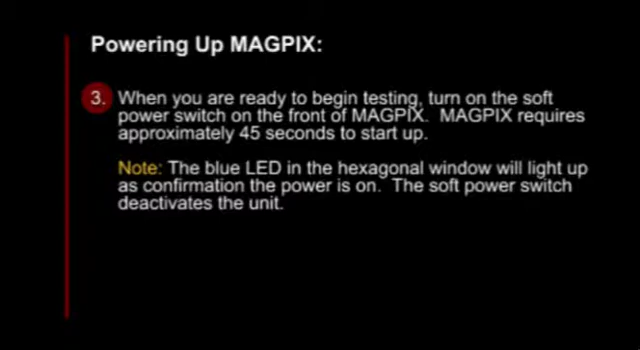 Powering Up MAGPIX:
3. When you are ready to begin testing, turn on the soft
power switch on the front of MAGPIX.  MAGPIX requires
approximately 45 seconds to start up.
Note: The blue LED in the hexagonal window will light up
as confirmation the power is on.  The soft power switch
deactivates the unit.